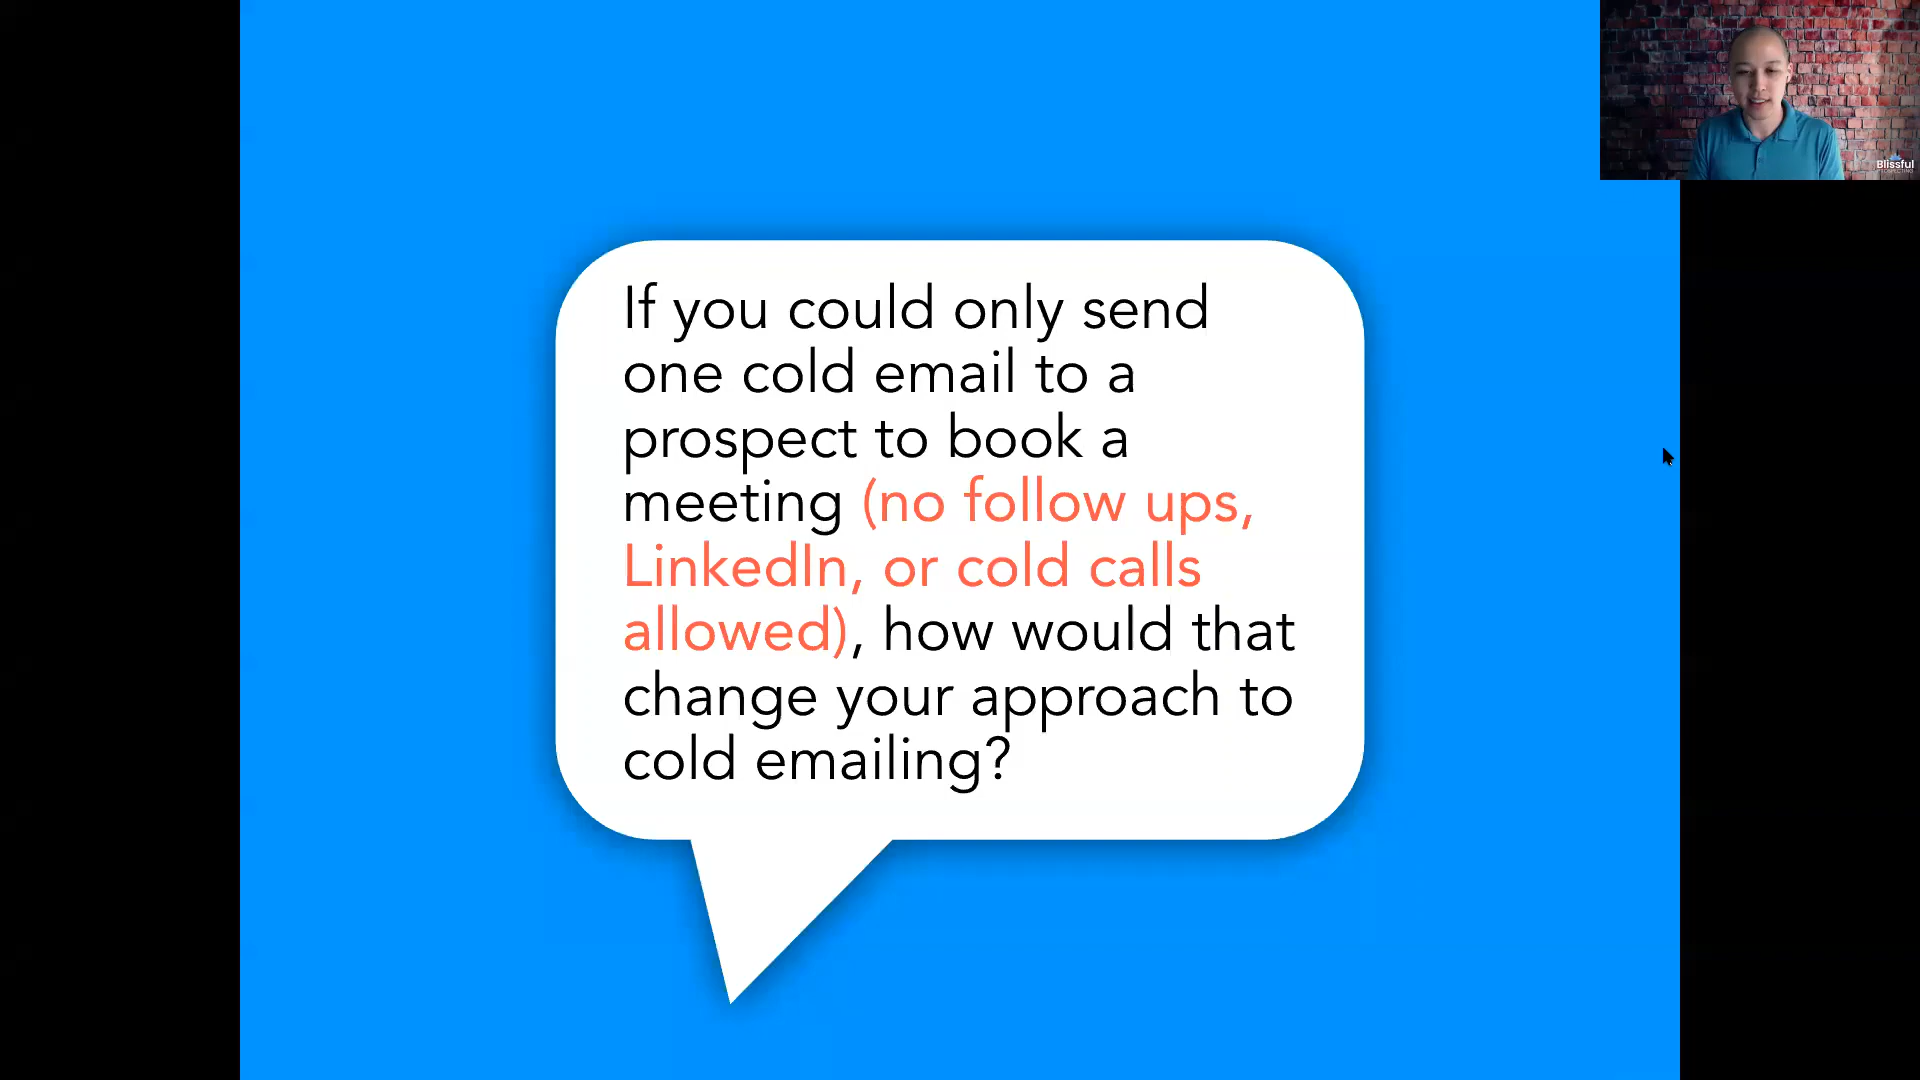 If you could only send
one cold email to a
prospect to book a
meeting (no follow ups,
LinkedIn, or cold calls
allowed), how would that
change your approach to
cold emailing?
Blissful